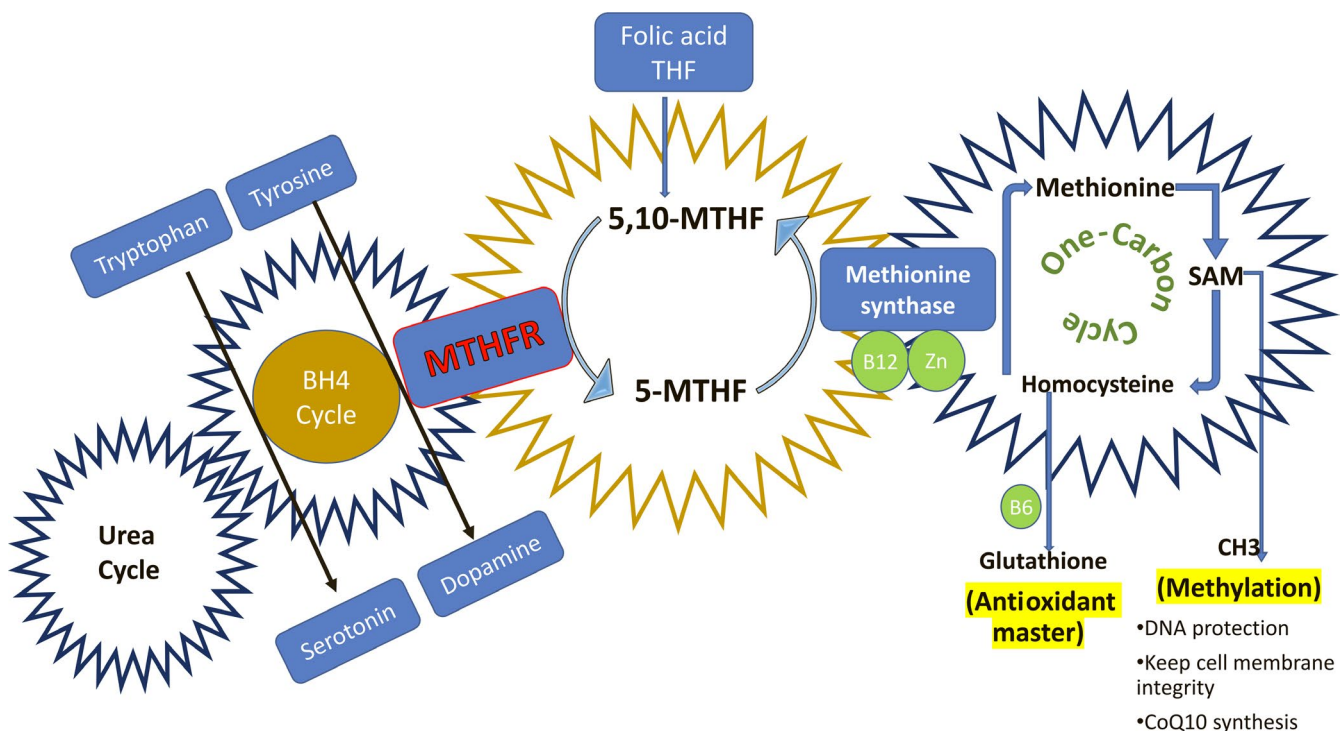 Folic acid
THF
Tryptophan
Tyrosine
5,10-MTHF
Methionine
One-Carbon
Cycle
SAM
Methionine
synthase
B12
Zn
MTHFR
BH4
Cycle
5-MTHF
Homocysteine
Urea
Cycle
B6
Serotonin
Dopamine
Glutathione
(Antioxidant
master)
CH3
(Methylation)
•DNA protection
•Keep cell membrane
integrity
•CoQ10 synthesis